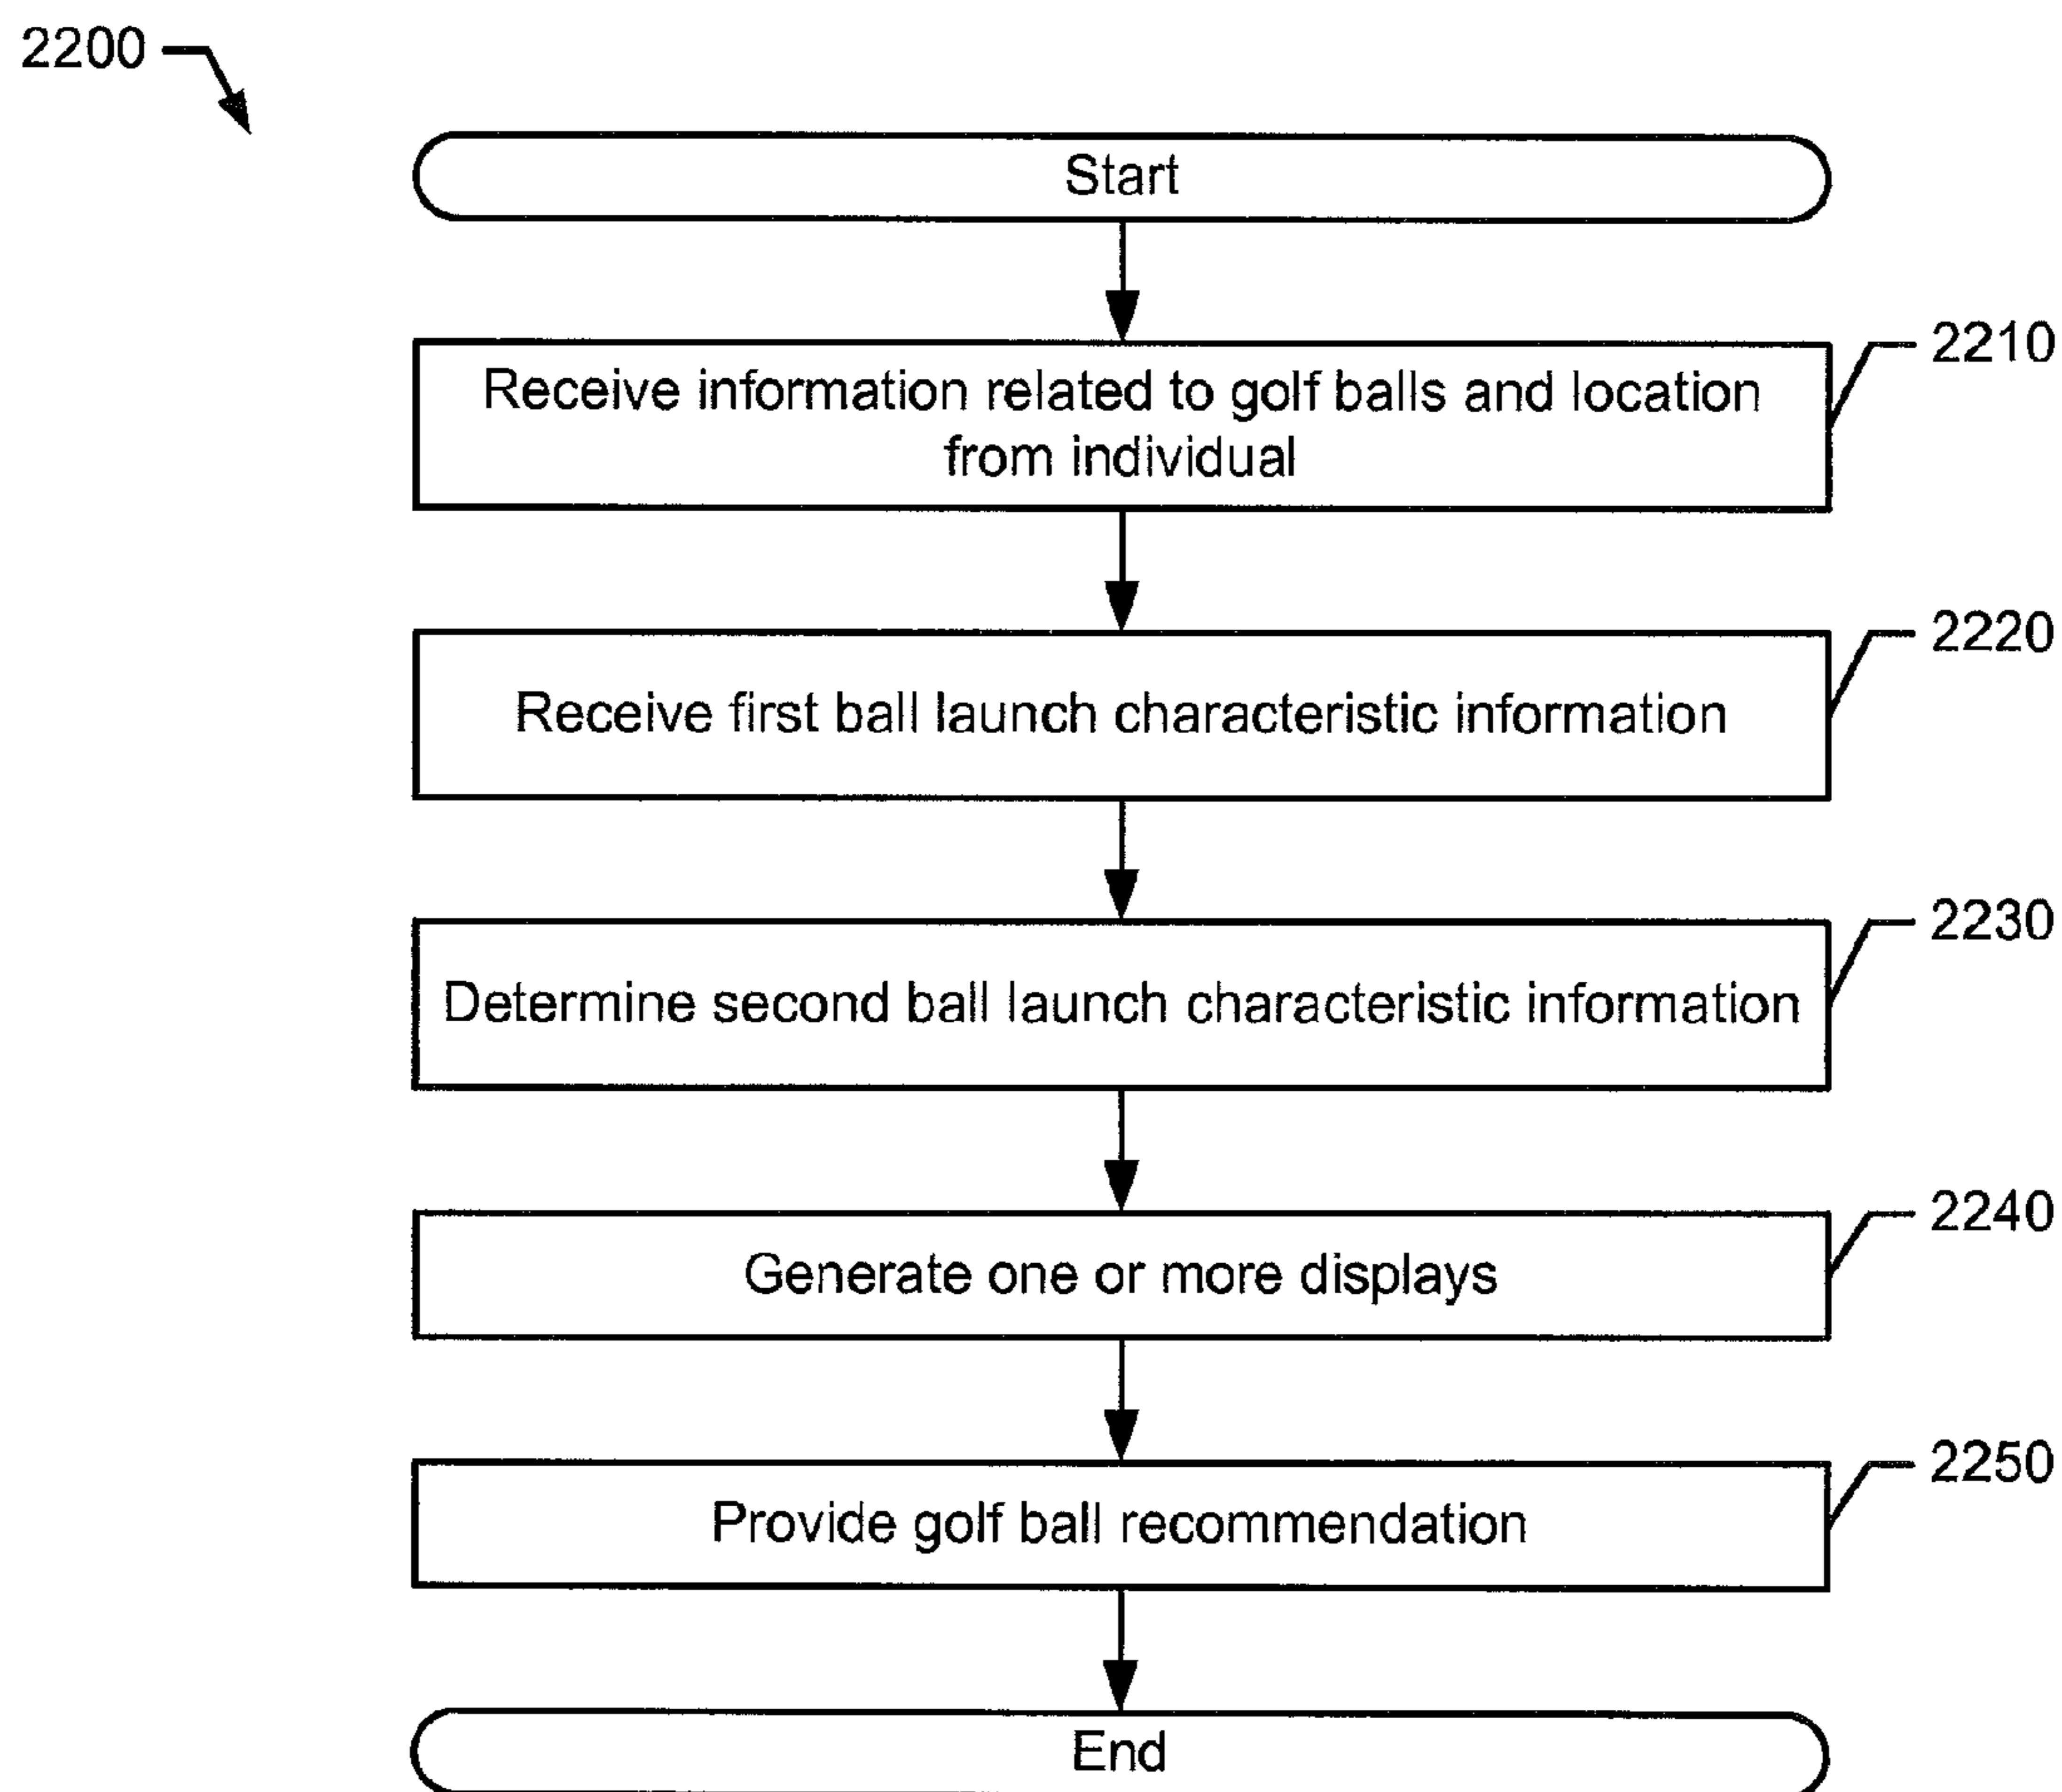 2200
Start
2210
Receive information related to golf balls and location
from individual
2220
Receive first ball launch characteristic information
2230
Determine second ball launch characteristic information
2240
Generate one or more displays
2250
Provide golf ball recommendation
End